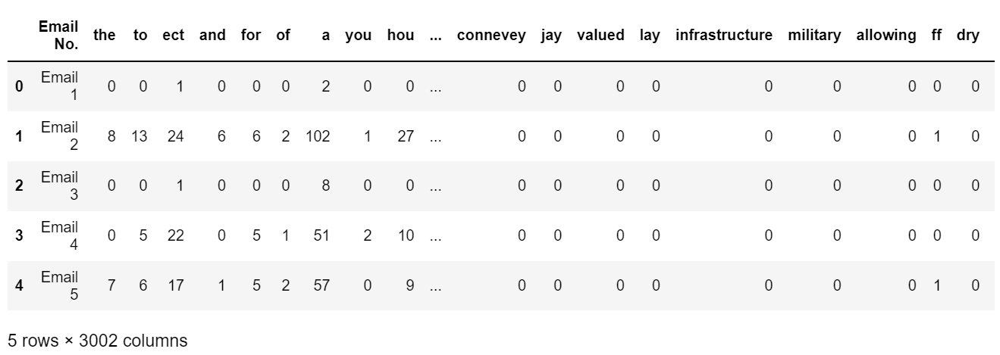 Email No. the to ect and for of a you hou ... connevey jay valued lay infrastructure military allowing ff dry
0 Email 1 0 0 1 0 0 0 2 0 0 ... 0 0 0 0 0 0 0 0 0
1 Email 2 8 13 24 6 6 2 102 1 27 ... 0 0 0 0 0 0 0 1 0
2 Email 3 0 0 1 0 0 0 8 0 0 ... 0 0 0 0 0 0 0 0 0
3 Email 4 0 5 22 0 5 1 51 2 10 ... 0 0 0 0 0 0 0 0 0
4 Email 5 7 6 17 1 5 2 57 0 9 ... 0 0 0 0 0 0 0 1 0
5 rows × 3002 columns